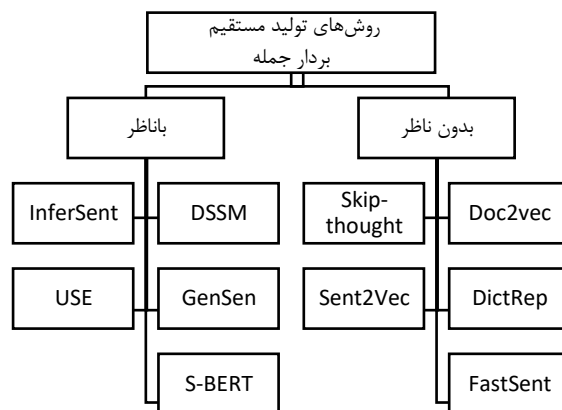 روش‌های تولید مستقیم
بردار جمله
بدون ناظر
باناظر
Doc2vec
Skip-
thought
DSSM
InferSent
DictRep
Sent2Vec
GenSen
USE
FastSent
S-BERT